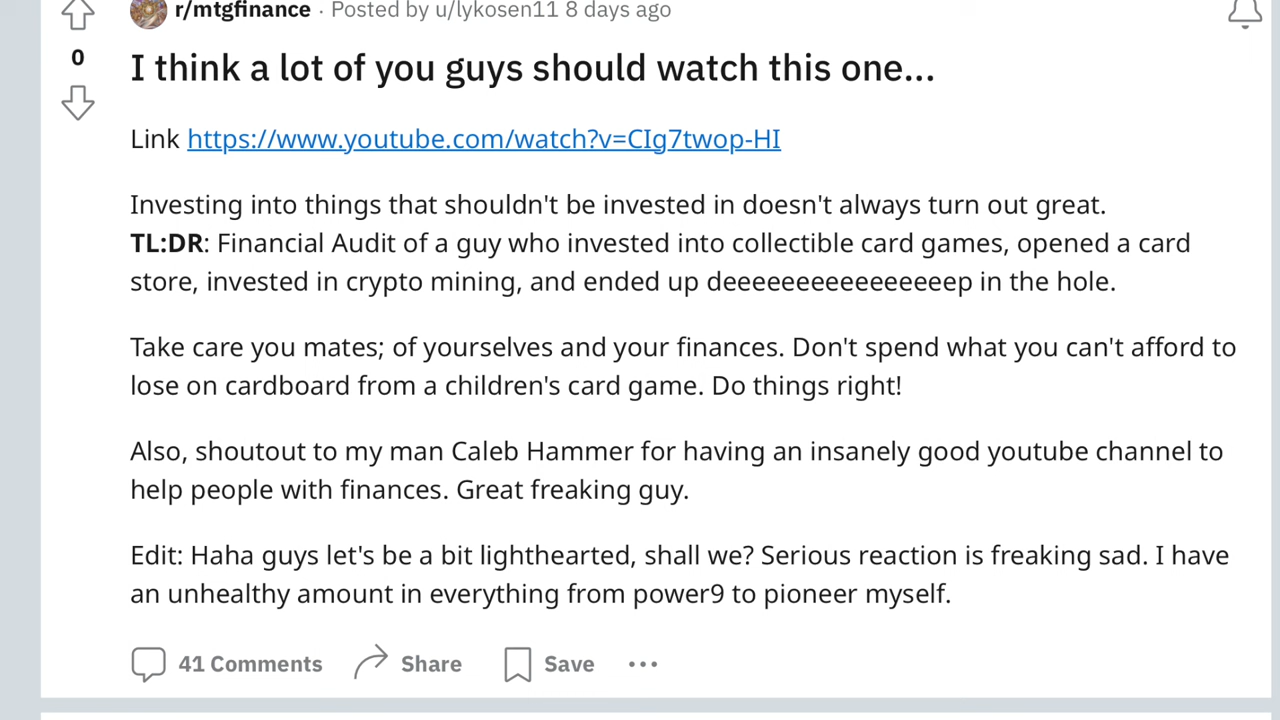 r/mtgfinance · Posted by u/lykosen11 8 days ago
0
I think a lot of you guys should watch this one...
Link https://www.youtube.com/watch?v=CIg7twop-HI
Investing into things that shouldn't be invested in doesn't always turn out great.
TL:DR: Financial Audit of a guy who invested into collectible card games, opened a card
store, invested in crypto mining, and ended up deeeeeeeeeeeeeeeep in the hole.
Take care you mates; of yourselves and your finances. Don't spend what you can't afford to
lose on cardboard from a children's card game. Do things right!
Also, shoutout to my man Caleb Hammer for having an insanely good youtube channel to
help people with finances. Great freaking guy.
Edit: Haha guys let's be a bit lighthearted, shall we? Serious reaction is freaking sad. I have
an unhealthy amount in everything from power9 to pioneer myself.
41 Comments Share Save ...